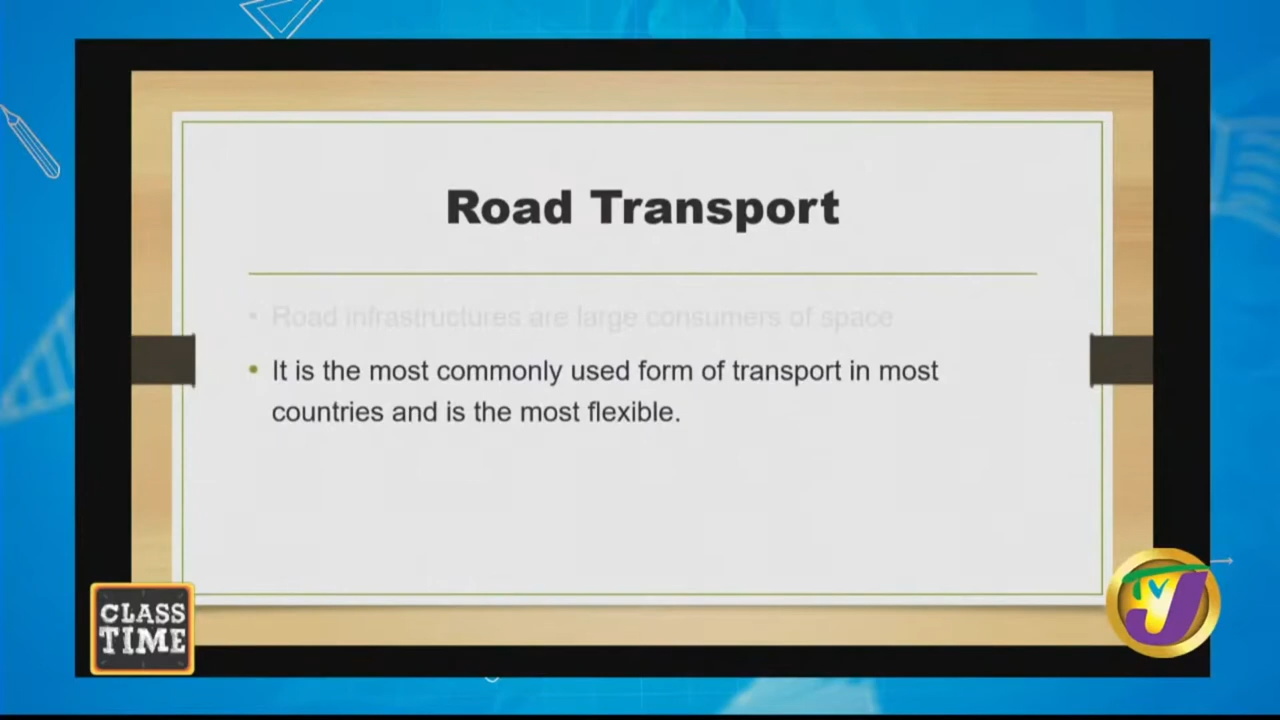 Road Transport
• Road infrastructures are large consumers of space
• It is the most commonly used form of transport in most
countries and is the most flexible.
CLASS
TIME
TVJ